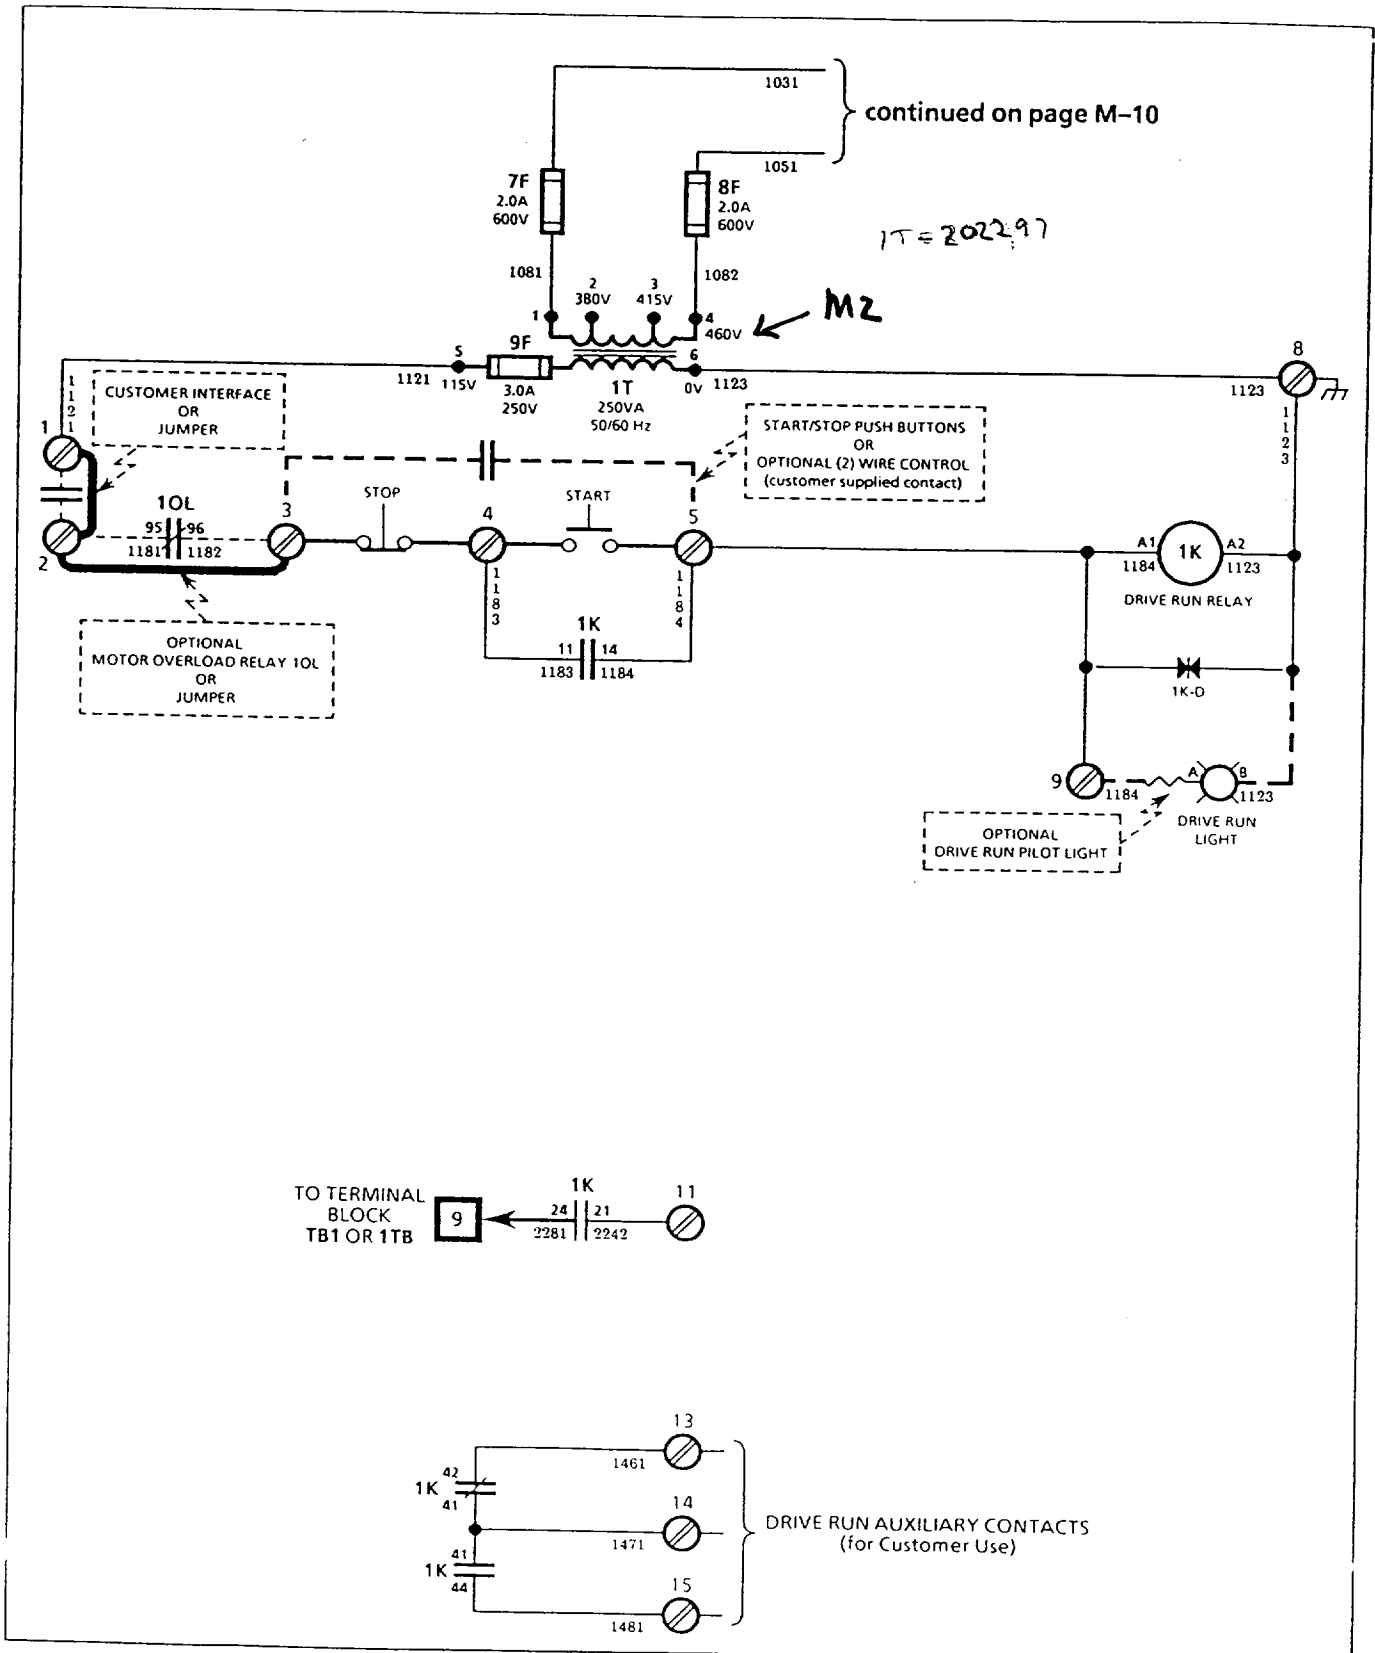 1031
continued on page M–10
1051
7F
2.0A
600V
8F
2.0A
600V
1T = 202297
1081
1082
2
380V
3
415V
1
4
460V
M2
9F
S
6
1121
115V
3.0A
250V
1T
250VA
50/60 Hz
0V
1123
8
1123
1121
CUSTOMER INTERFACE
OR
JUMPER
1
START/STOP PUSH BUTTONS
OR
OPTIONAL (2) WIRE CONTROL
(customer supplied contact)
1123
1OL
95
96
1181
1182
2
3
STOP
4
START
5
1183
1184
1K
11
14
1183
1184
A1
1184
1K
A2
1123
DRIVE RUN RELAY
OPTIONAL
MOTOR OVERLOAD RELAY 1OL
OR
JUMPER
1K-D
9
1184
A
B
1123
DRIVE RUN
LIGHT
OPTIONAL
DRIVE RUN PILOT LIGHT
TO TERMINAL
BLOCK
TB1 OR 1TB
9
1K
24
21
2281
2242
11
13
1461
1K
42
41
14
1471
1K
41
44
15
1481
DRIVE RUN AUXILIARY CONTACTS
(for Customer Use)